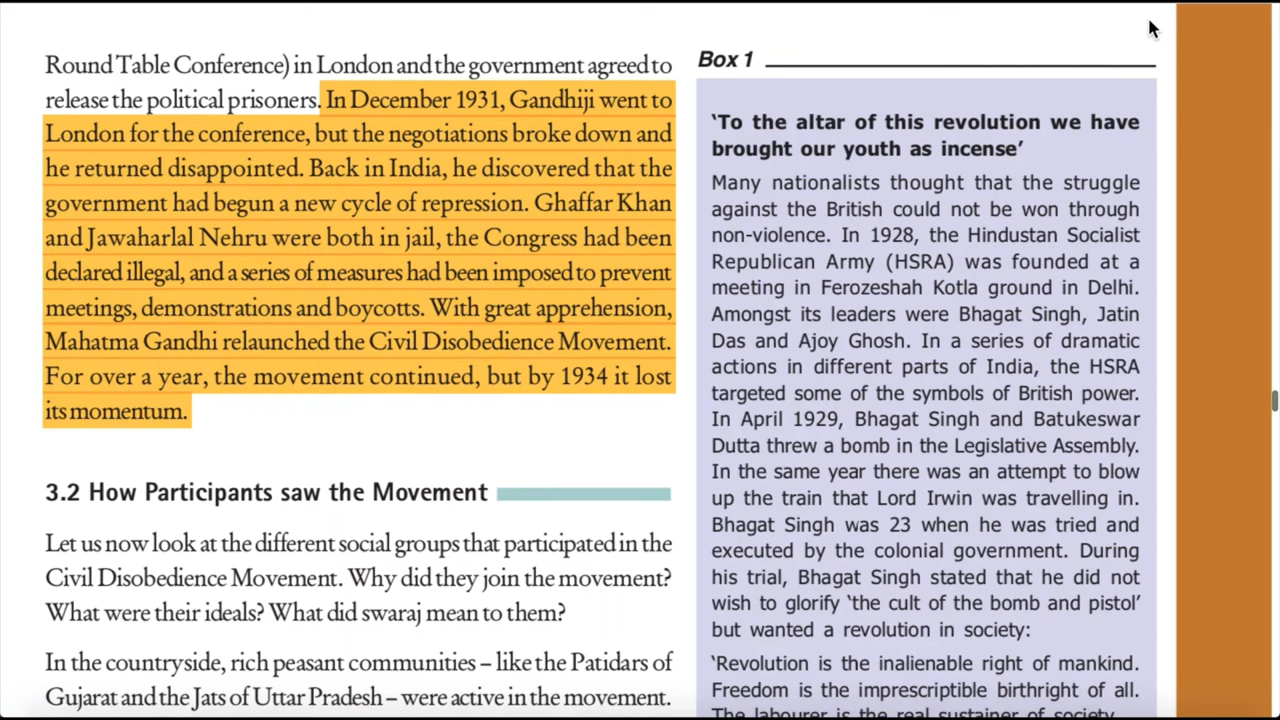 Round Table Conference) in London and the government agreed to
release the political prisoners. In December 1931, Gandhiji went to
London for the conference, but the negotiations broke down and
he returned disappointed. Back in India, he discovered that the
government had begun a new cycle of repression. Ghaffar Khan
and Jawaharlal Nehru were both in jail, the Congress had been
declared illegal, and a series of measures had been imposed to prevent
meetings, demonstrations and boycotts. With great apprehension,
Mahatma Gandhi relaunched the Civil Disobedience Movement.
For over a year, the movement continued, but by 1934 it lost
its momentum.
3.2 How Participants saw the Movement
Let us now look at the different social groups that participated in the
Civil Disobedience Movement. Why did they join the movement?
What were their ideals? What did swaraj mean to them?
In the countryside, rich peasant communities – like the Patidars of
Gujarat and the Jats of Uttar Pradesh – were active in the movement.
Box 1
‘To the altar of this revolution we have
brought our youth as incense’
Many nationalists thought that the struggle
against the British could not be won through
non-violence. In 1928, the Hindustan Socialist
Republican Army (HSRA) was founded at a
meeting in Ferozeshah Kotla ground in Delhi.
Amongst its leaders were Bhagat Singh, Jatin
Das and Ajoy Ghosh. In a series of dramatic
actions in different parts of India, the HSRA
targeted some of the symbols of British power.
In April 1929, Bhagat Singh and Batukeswar
Dutta threw a bomb in the Legislative Assembly.
In the same year there was an attempt to blow
up the train that Lord Irwin was travelling in.
Bhagat Singh was 23 when he was tried and
executed by the colonial government. During
his trial, Bhagat Singh stated that he did not
wish to glorify ‘the cult of the bomb and pistol’
but wanted a revolution in society:
‘Revolution is the inalienable right of mankind.
Freedom is the imprescriptible birthright of all.
The labourer is the real sustainer of society